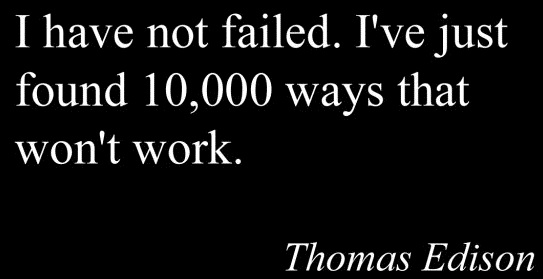 I have not failed. I've just
found 10,000 ways that
won't work.
Thomas Edison